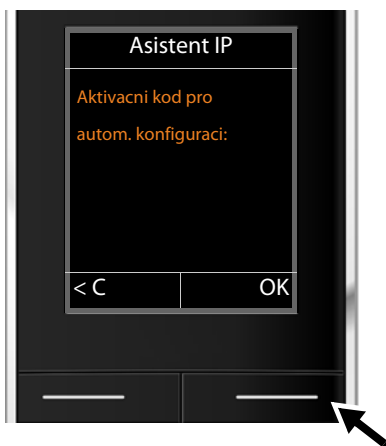 Asistent IP
Aktivacni kod pro
autom. konfiguraci:
< C OK